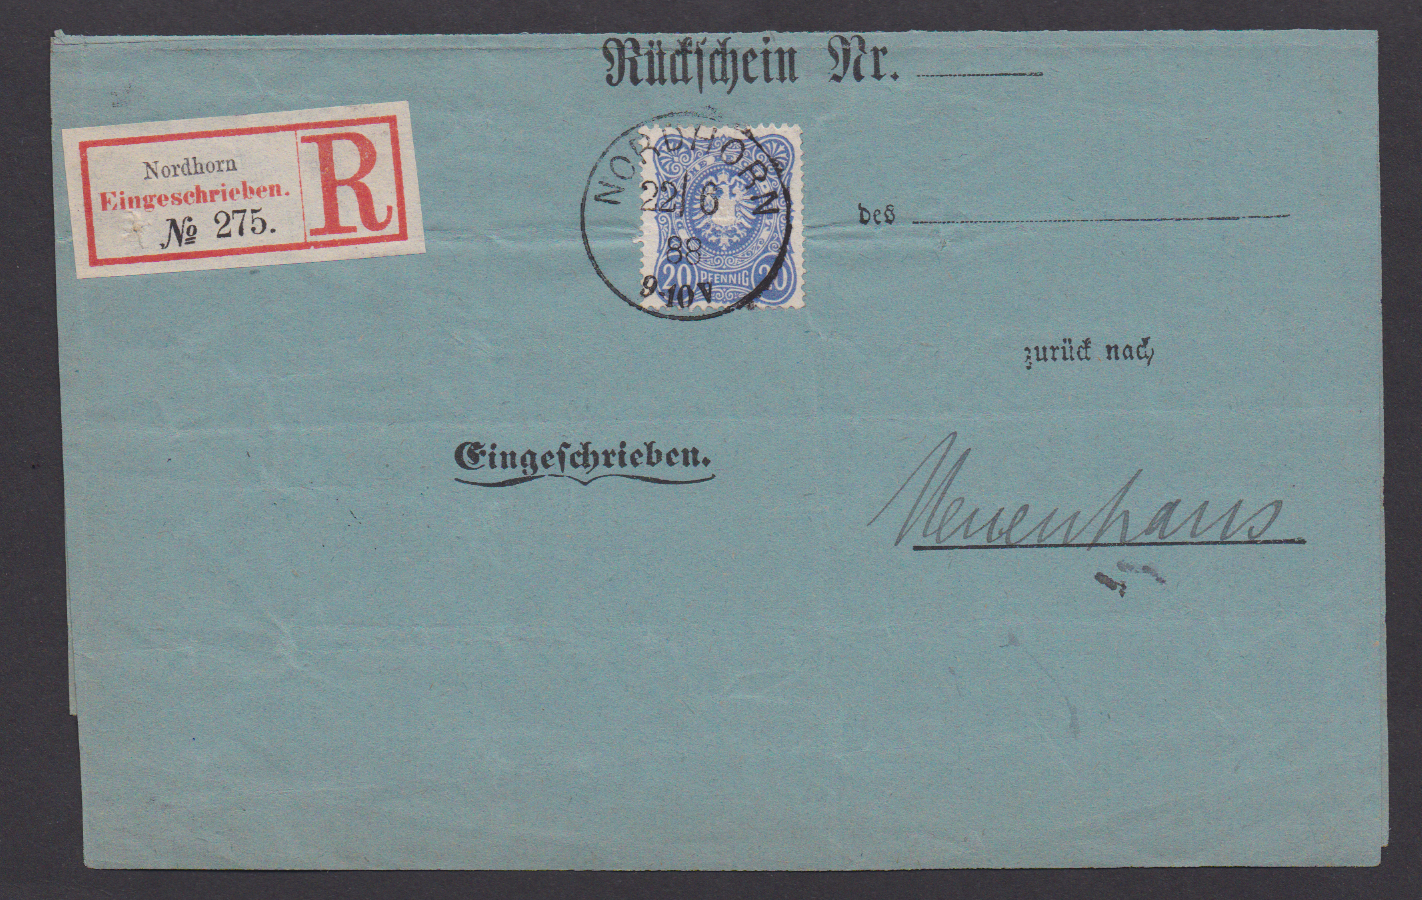 Rückschein Nr.
Nordhorn
Eingeschrieben.
№ 275.
R
NORDHORN
22/6
88
9-10V
20 PFENNIG 20
des
zurück nach
Eingeschrieben.
Neuenhaus